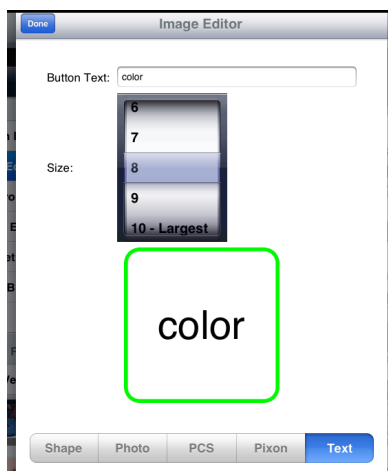 Done
Image Editor
Button Text: color
6
7
Size: 8
9
10 - Largest
color
Shape Photo PCS Pixon Text